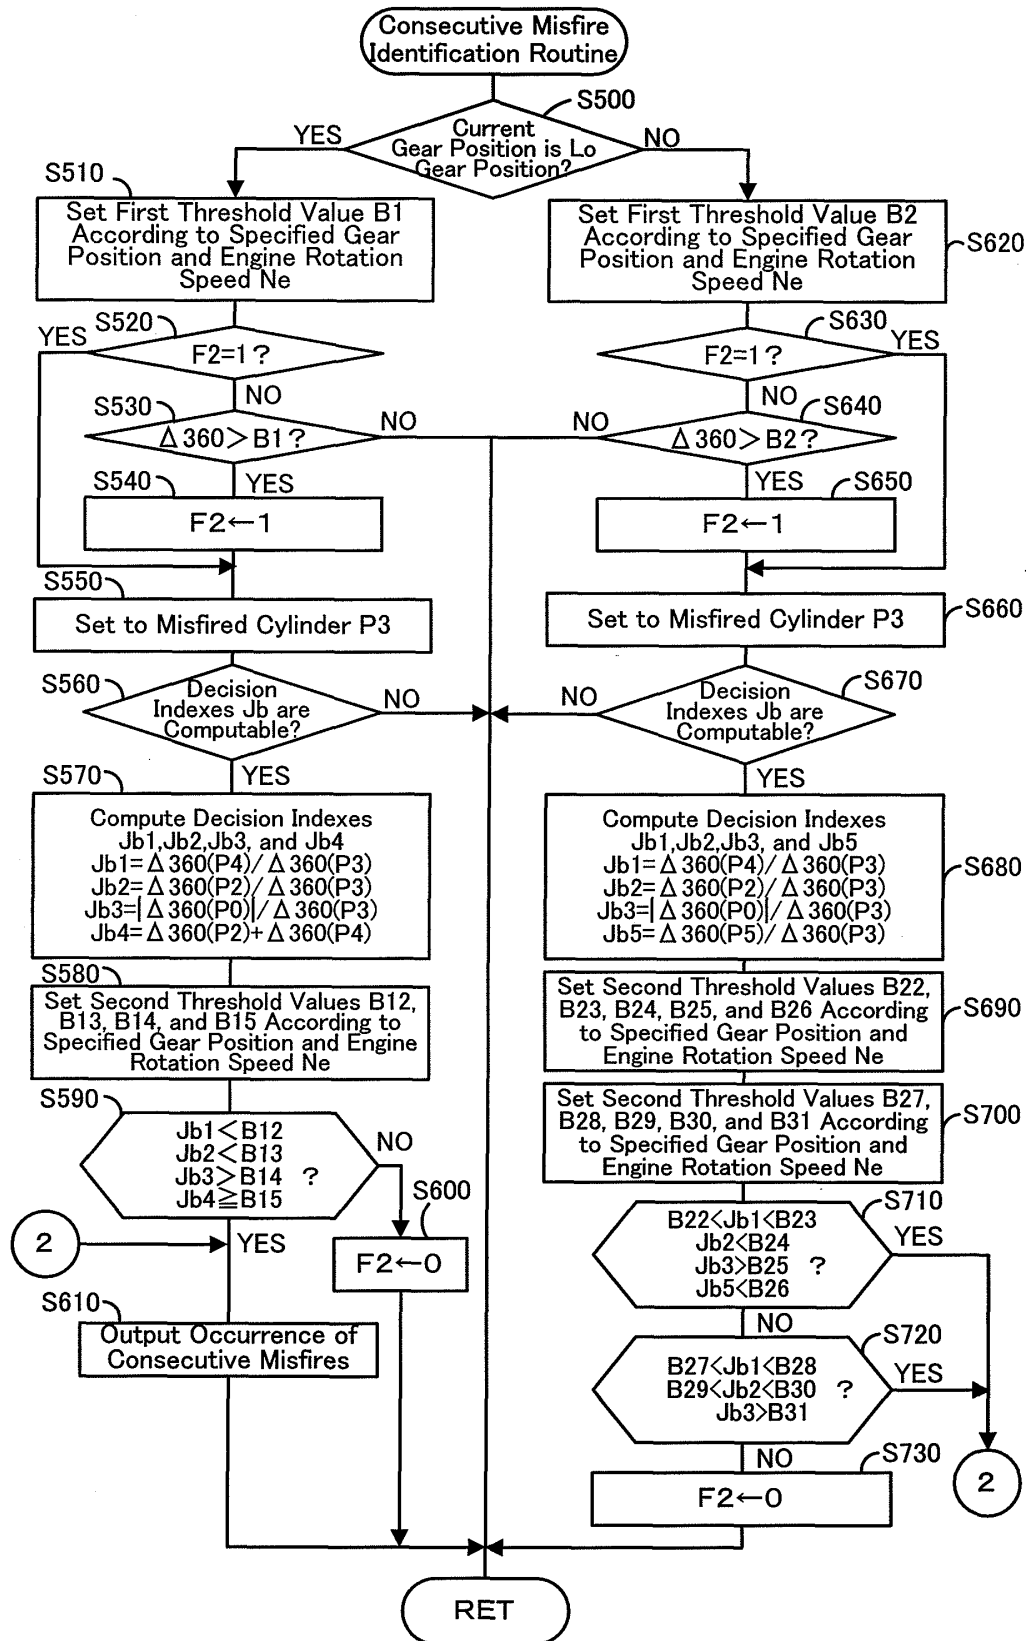 Consecutive Misfire
Identification Routine
S500
Current
Gear Position is Lo
Gear Position?
YES
NO
S510
Set First Threshold Value B1
According to Specified Gear
Position and Engine Rotation
Speed Ne
Set First Threshold Value B2
According to Specified Gear
Position and Engine Rotation
Speed Ne
S620
S520
YES
F2=1?
NO
S630
YES
F2=1?
NO
S530
Δ360>B1?
NO
YES
S640
NO
Δ360>B2?
YES
S540
F2←1
S650
F2←1
S550
Set to Misfired Cylinder P3
Set to Misfired Cylinder P3
S660
S560
Decision
Indexes Jb are
Computable?
NO
YES
S670
NO
Decision
Indexes Jb are
Computable?
YES
S570
Compute Decision Indexes
Jb1,Jb2,Jb3, and Jb4
Jb1=Δ360(P4)/Δ360(P3)
Jb2=Δ360(P2)/Δ360(P3)
Jb3=|Δ360(P0)|/Δ360(P3)
Jb4=Δ360(P2)+Δ360(P4)
Compute Decision Indexes
Jb1,Jb2,Jb3, and Jb5
Jb1=Δ360(P4)/Δ360(P3)
Jb2=Δ360(P2)/Δ360(P3)
Jb3=|Δ360(P0)|/Δ360(P3)
Jb5=Δ360(P5)/Δ360(P3)
S680
S580
Set Second Threshold Values B12,
B13, B14, and B15 According to
Specified Gear Position and Engine
Rotation Speed Ne
Set Second Threshold Values B22,
B23, B24, B25, and B26 According
to Specified Gear Position and
Engine Rotation Speed Ne
S690
S590
Jb1<B12
Jb2<B13
Jb3>B14 ?
Jb4≧B15
NO
YES
Set Second Threshold Values B27,
B28, B29, B30, and B31 According
to Specified Gear Position and
Engine Rotation Speed Ne
S700
S600
F2←0
2
S710
B22<Jb1<B23
Jb2<B24
Jb3>B25 ?
Jb5<B26
YES
NO
S610
Output Occurrence of
Consecutive Misfires
S720
B27<Jb1<B28
B29<Jb2<B30 ?
Jb3>B31
YES
NO
S730
F2←0
2
RET